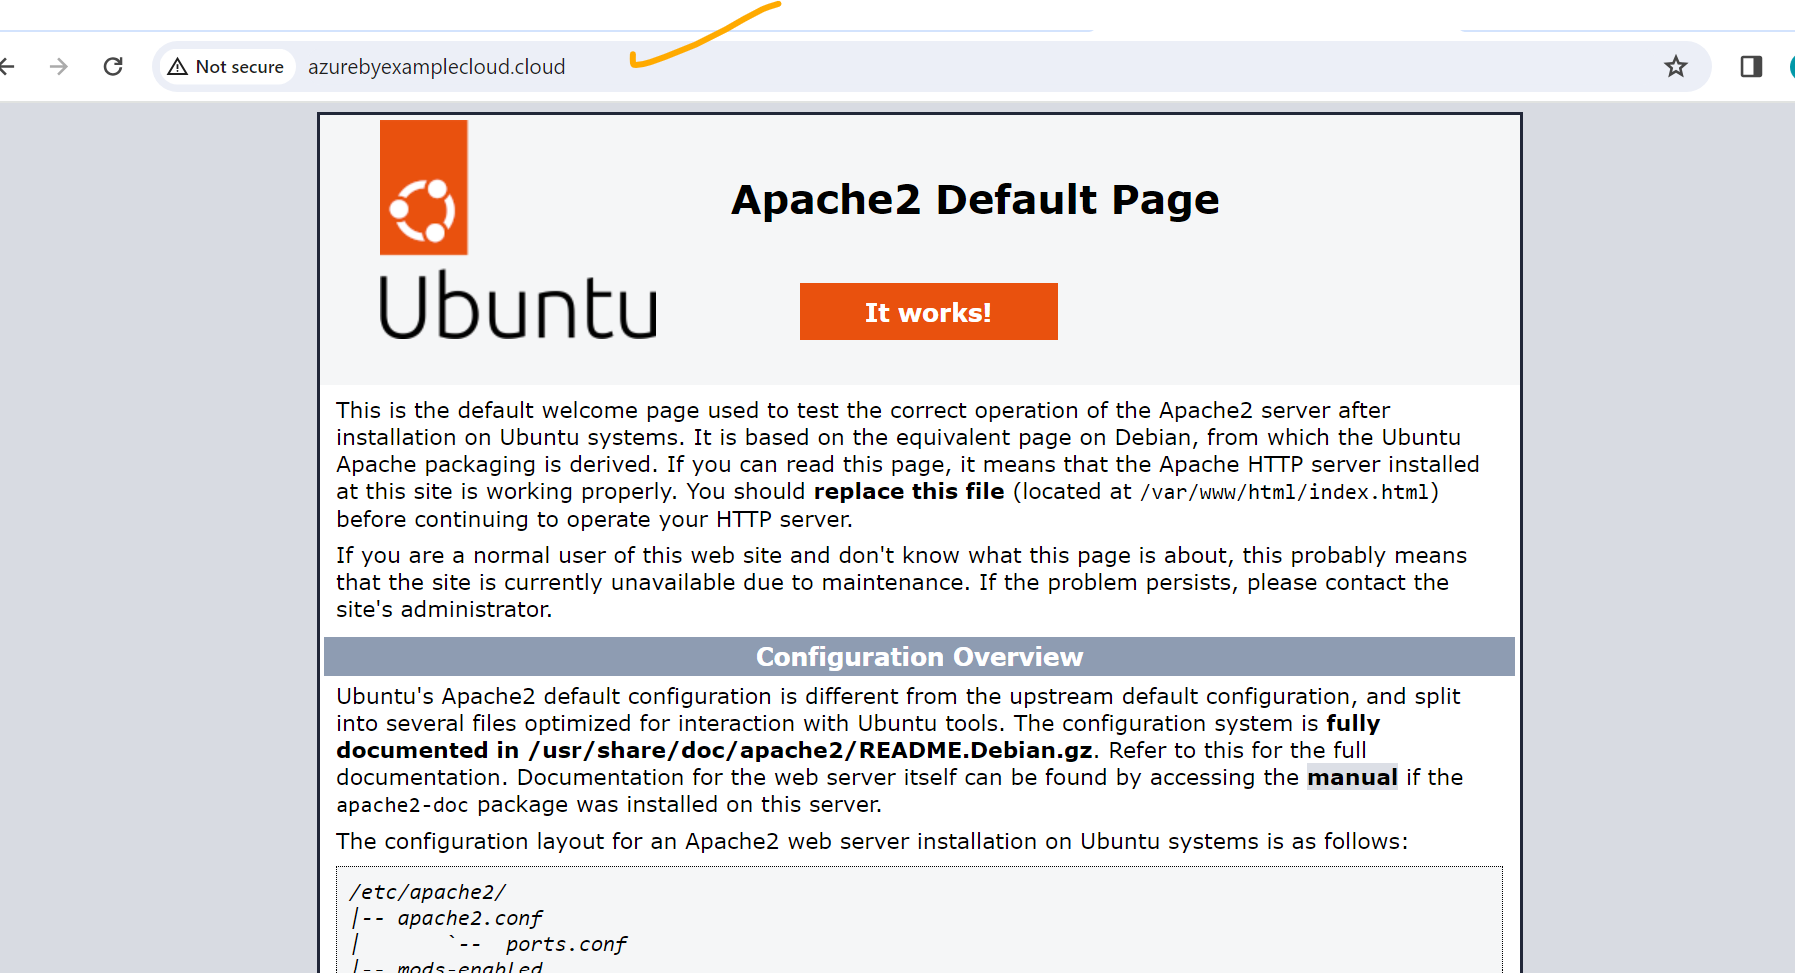 Not secure azurebyexamplecloud.cloud
Ubuntu
Apache2 Default Page
It works!
This is the default welcome page used to test the correct operation of the Apache2 server after
installation on Ubuntu systems. It is based on the equivalent page on Debian, from which the Ubuntu
Apache packaging is derived. If you can read this page, it means that the Apache HTTP server installed
at this site is working properly. You should replace this file (located at /var/www/html/index.html)
before continuing to operate your HTTP server.
If you are a normal user of this web site and don't know what this page is about, this probably means
that the site is currently unavailable due to maintenance. If the problem persists, please contact the
site's administrator.
Configuration Overview
Ubuntu's Apache2 default configuration is different from the upstream default configuration, and split
into several files optimized for interaction with Ubuntu tools. The configuration system is fully
documented in /usr/share/doc/apache2/README.Debian.gz. Refer to this for the full
documentation. Documentation for the web server itself can be found by accessing the manual if the
apache2-doc package was installed on this server.
The configuration layout for an Apache2 web server installation on Ubuntu systems is as follows:
/etc/apache2/
|-- apache2.conf
|       `--  ports.conf
|-- mods-enabled